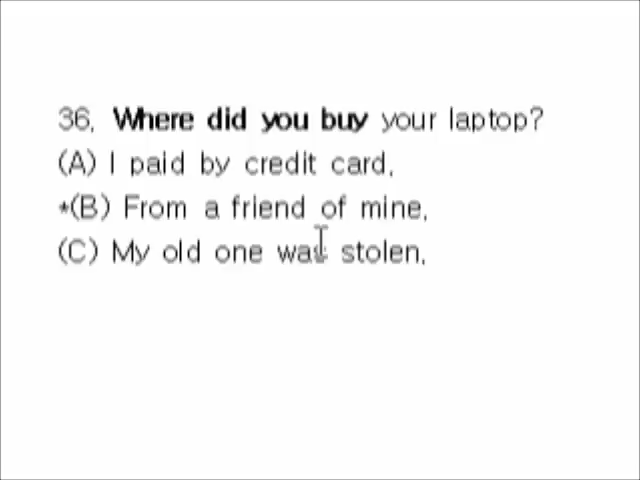 36. Where did you buy your laptop?
(A) I paid by credit card.
*(B) From a friend of mine.
(C) My old one was stolen.